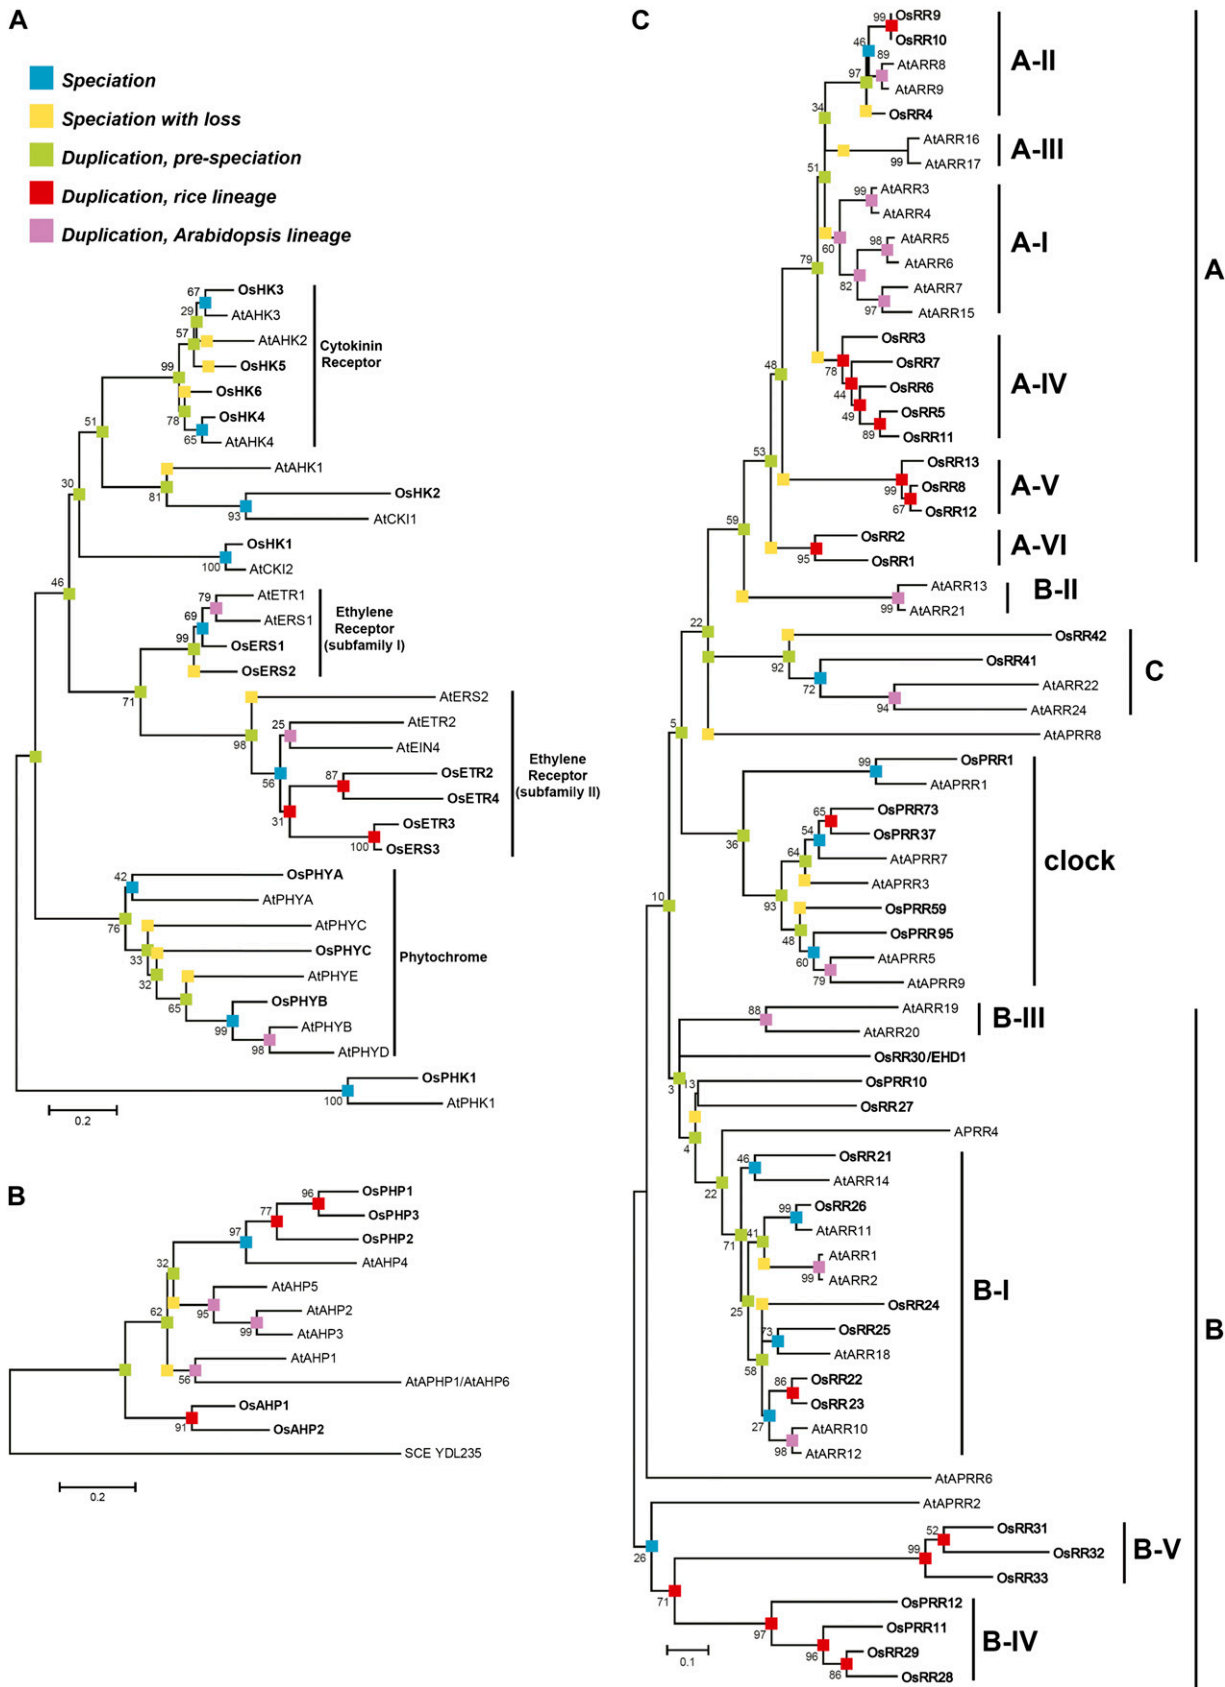 A
Speciation
Speciation with loss
Duplication, pre-speciation
Duplication, rice lineage
Duplication, Arabidopsis lineage
67
OsHK3
29
AtAHK3
57
AtAHK2
OsHK5
99
OsHK6
OsHK4
78
65
AtAHK4
Cytokinin
Receptor
51
AtAHK1
81
OsHK2
93
AtCKI1
30
OsHK1
100
AtCKI2
46
79
AtETR1
69
AtERS1
99
OsERS1
OsERS2
Ethylene
Receptor
(subfamily I)
71
AtERS2
25
AtETR2
98
AtEIN4
56
87
OsETR2
OsETR4
31
OsETR3
100
OsERS3
Ethylene
Receptor
(subfamily II)
42
OsPHYA
AtPHYA
76
AtPHYC
33
OsPHYC
32
AtPHYE
65
OsPHYB
99
AtPHYB
98
AtPHYD
Phytochrome
OsPHK1
100
AtPHK1
0.2
B
96
OsPHP1
77
OsPHP3
97
OsPHP2
AtAHP4
32
AtAHP5
62
95
AtAHP2
99
AtAHP3
AtAHP1
56
AtAPHP1/AtAHP6
OsAHP1
91
OsAHP2
SCE YDL235
0.2
C
99
OsRR9
46
OsRR10
89
AtARR8
97
AtARR9
OsRR4
A-II
34
AtARR16
99
AtARR17
A-III
51
99
AtARR3
AtARR4
98
AtARR5
60
AtARR6
82
AtARR7
97
AtARR15
A-I
79
OsRR3
78
OsRR7
44
OsRR6
49
OsRR5
89
OsRR11
A-IV
48
OsRR13
99
OsRR8
67
OsRR12
A-V
53
OsRR2
95
OsRR1
A-VI
A
59
AtARR13
99
AtARR21
B-II
22
OsRR42
92
OsRR41
72
AtARR22
94
AtARR24
C
5
AtAPRR8
99
OsPRR1
AtAPRR1
36
65
OsPRR73
54
OsPRR37
64
AtAPRR7
AtAPRR3
93
OsPRR59
48
OsPRR95
60
AtAPRR5
79
AtAPRR9
clock
10
88
AtARR19
AtARR20
B-III
3
OsRR30/EHD1
13
OsPRR10
OsRR27
4
APRR4
22
46
OsRR21
AtARR14
71
99
OsRR26
41
AtARR11
AtARR1
99
AtARR2
25
OsRR24
73
OsRR25
58
AtARR18
86
OsRR22
OsRR23
27
AtARR10
98
AtARR12
B-I
AtAPRR6
AtAPRR2
26
52
OsRR31
99
OsRR32
OsRR33
B-V
71
OsPRR12
97
OsPRR11
96
OsRR29
86
OsRR28
B-IV
B
0.1